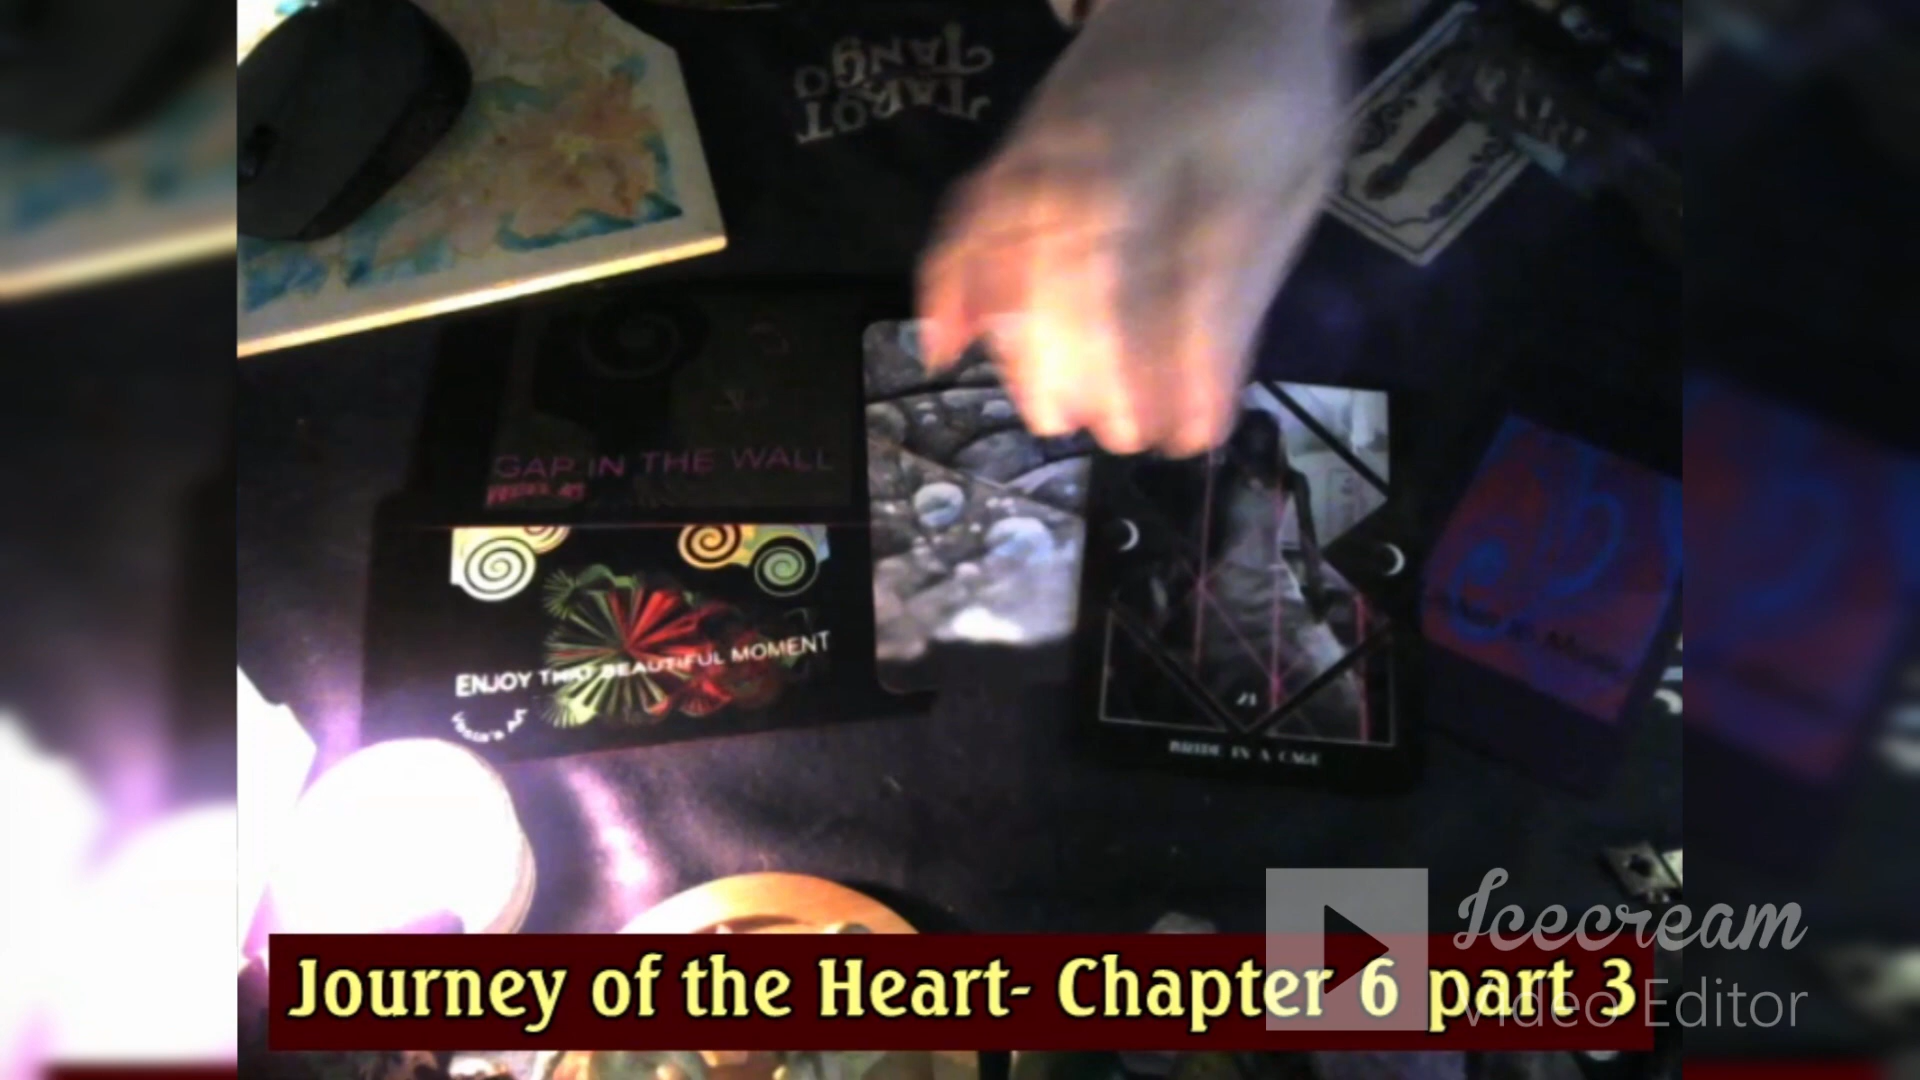 TAROT
TANGO
GAP IN THE WALL
ENJOY THIS BEAUTIFUL MOMENT
VI
BRIDE IN A CAGE
Journey of the Heart- Chapter 6 part 3
Icecream
Video Editor